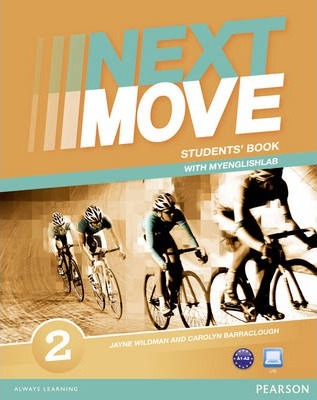 NEXT
MOVE
STUDENTS' BOOK
WITH MYENGLISHLAB
2
JAYNE WILDMAN AND CAROLYN BARRACLOUGH
A1-A2
ALWAYS LEARNING
PEARSON